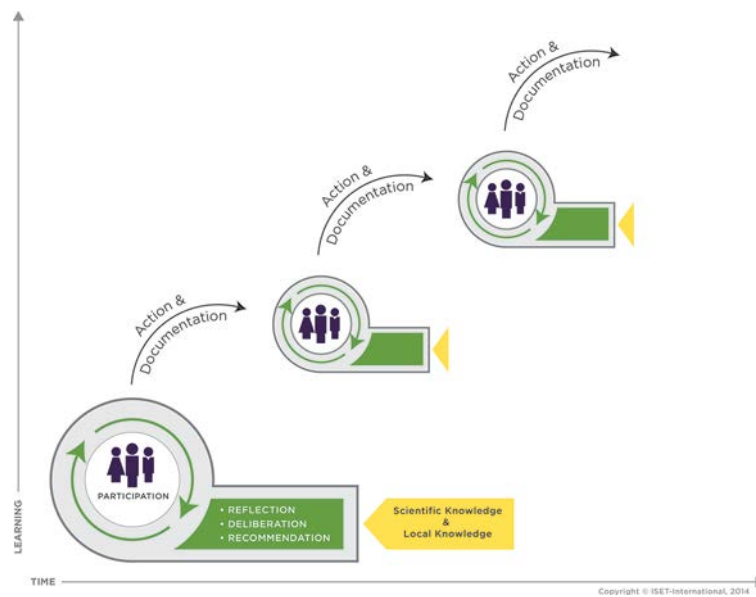 Action &
Documentation
Action &
Documentation
Action &
Documentation
PARTICIPATION
• REFLECTION
• DELIBERATION
• RECOMMENDATION
Scientific Knowledge
&
Local Knowledge
LEARNING
TIME
Copyright © ISET-International, 2014